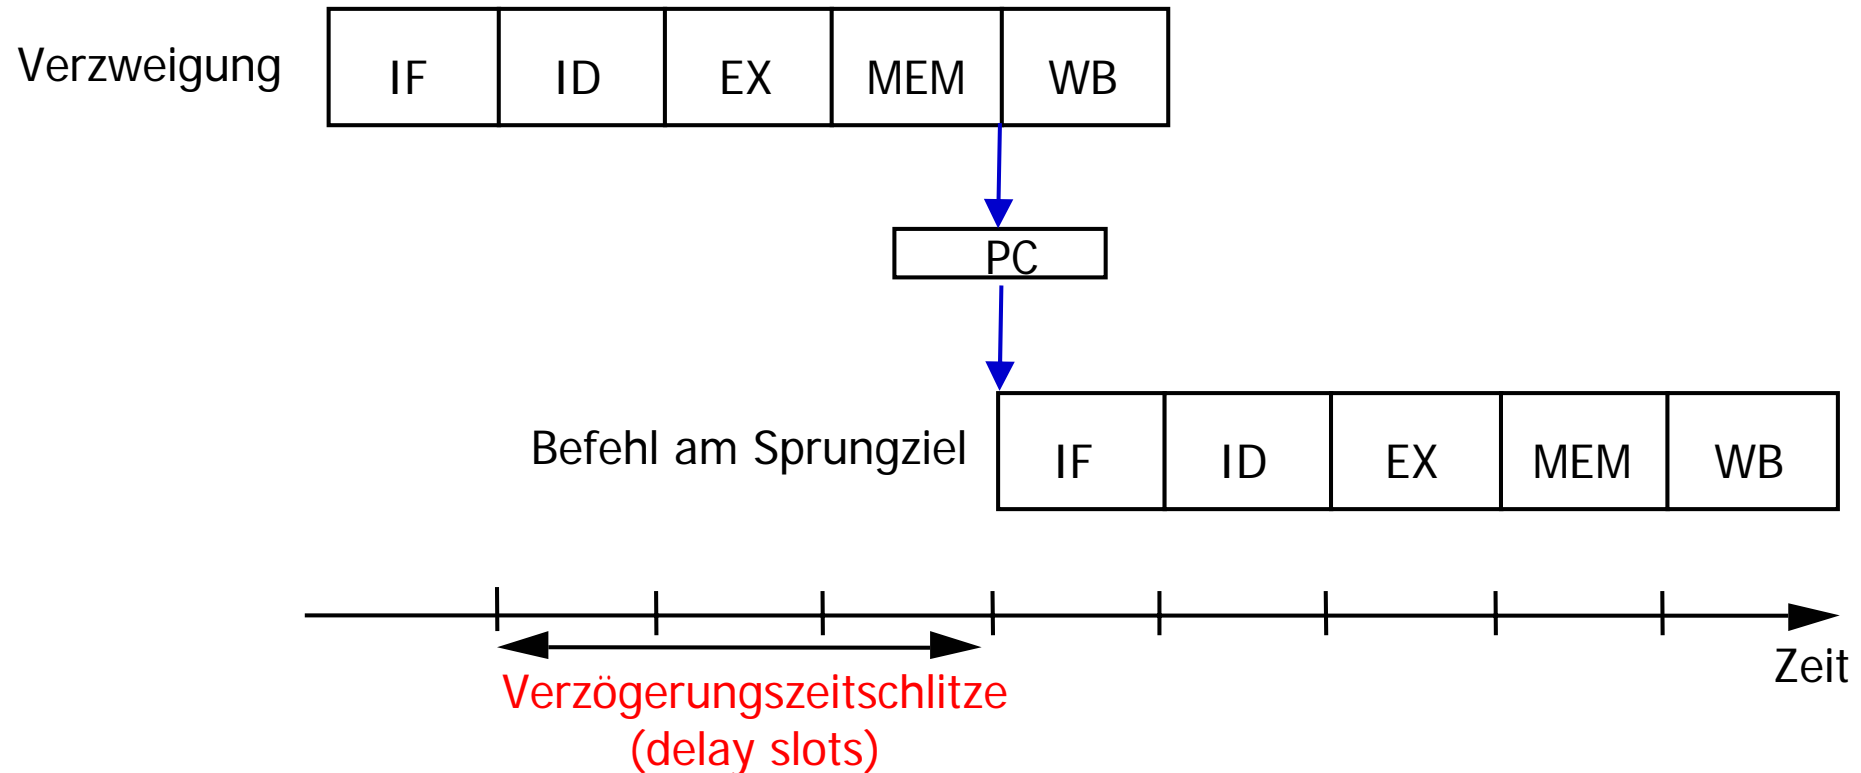 Verzweigung IF ID EX MEM WB
PC
Befehl am Sprungziel IF ID EX MEM WB
Zeit
Verzögerungszeitschlitze
(delay slots)